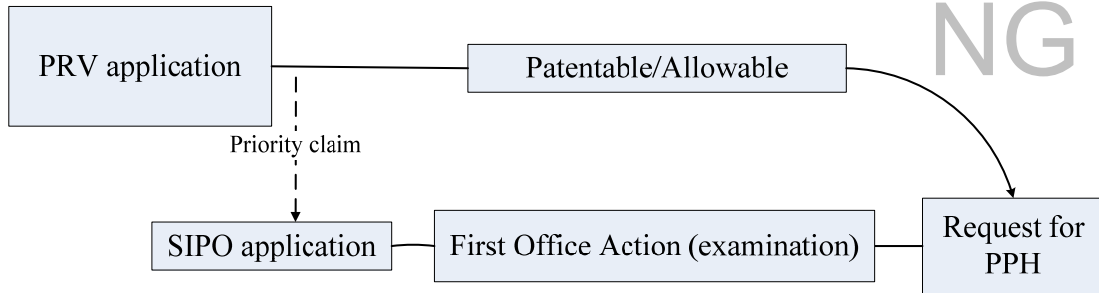 NG
PRV application
Patentable/Allowable
Priority claim
SIPO application
First Office Action (examination)
Request for
PPH